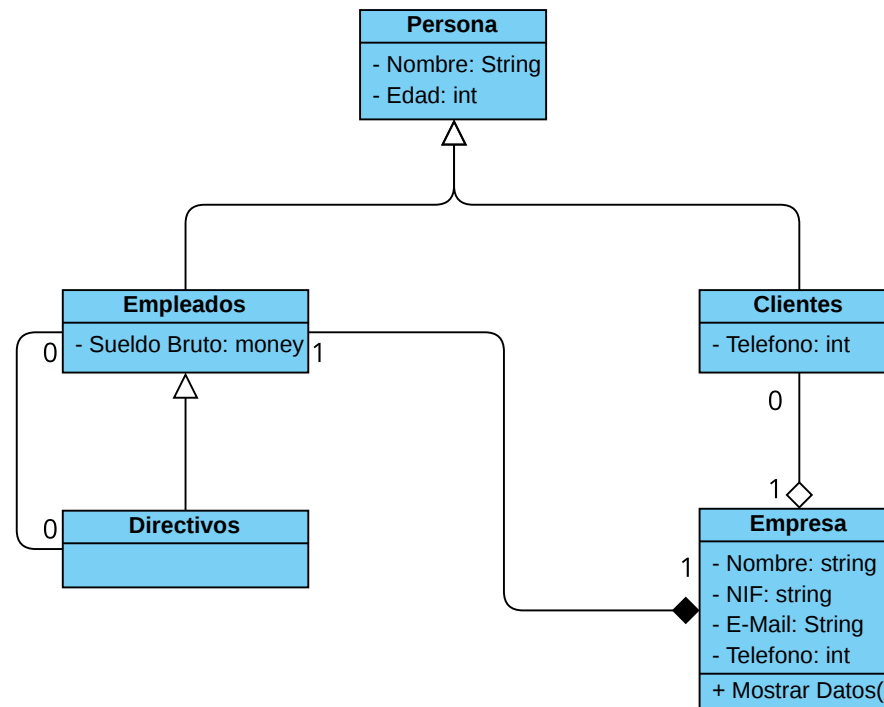 Persona
- Nombre: String
- Edad: int
Empleados
- Sueldo Bruto: money
Clientes
- Telefono: int
0
1
0
0
Directivos
1
Empresa
1
- Nombre: string
- NIF: string
- E-Mail: String
- Telefono: int
+ Mostrar Datos(